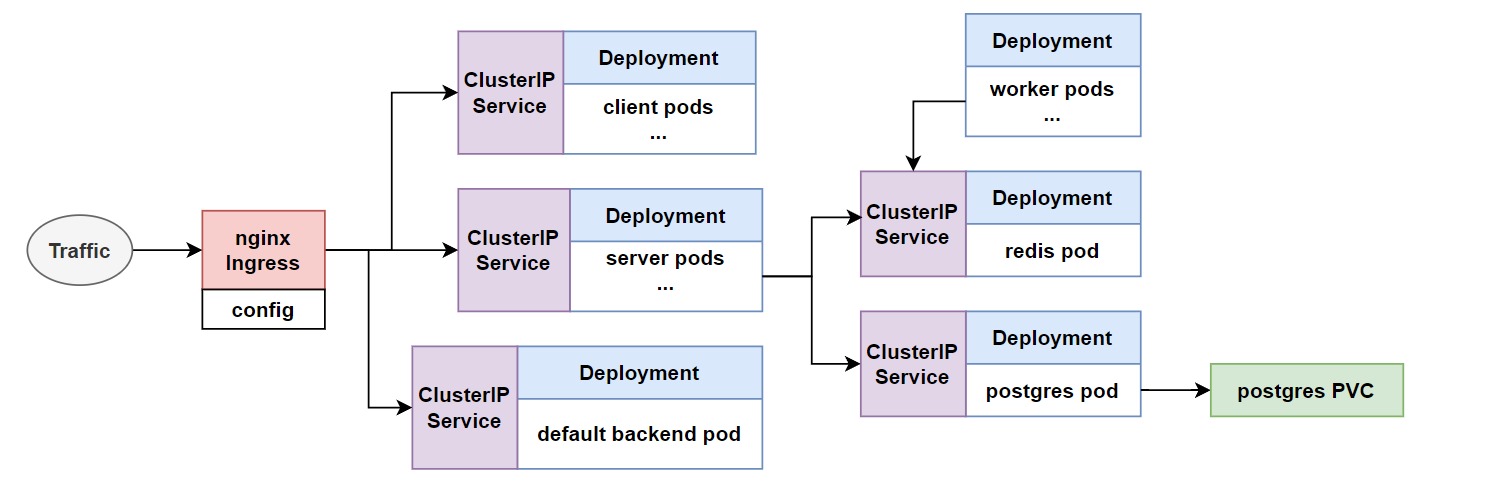 Traffic
nginx
Ingress
config
ClusterIP
Service
Deployment
client pods
...
ClusterIP
Service
Deployment
server pods
...
ClusterIP
Service
Deployment
default backend pod
Deployment
worker pods
...
ClusterIP
Service
Deployment
redis pod
ClusterIP
Service
Deployment
postgres pod
postgres PVC